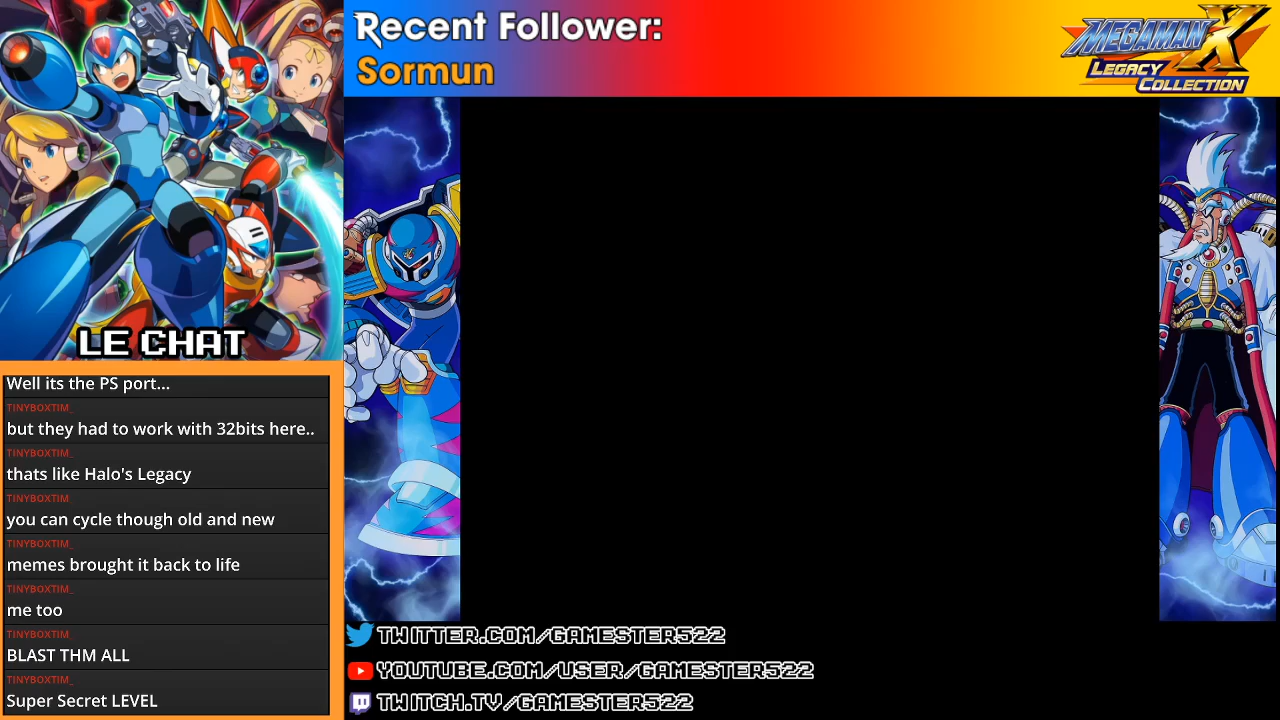 Recent Follower:
Sormun
MEGAMAN X
LEGACY
COLLECTION
LE CHAT
Well its the PS port...
TINYBOXTIM_
but they had to work with 32bits here..
TINYBOXTIM_
thats like Halo's Legacy
TINYBOXTIM_
you can cycle though old and new
TINYBOXTIM_
memes brought it back to life
TINYBOXTIM_
me too
TINYBOXTIM_
BLAST THM ALL
TINYBOXTIM_
Super Secret LEVEL
TWITTER.COM/GAMESTER522
YOUTUBE.COM/USER/GAMESTER522
TWITCH.TV/GAMESTER522